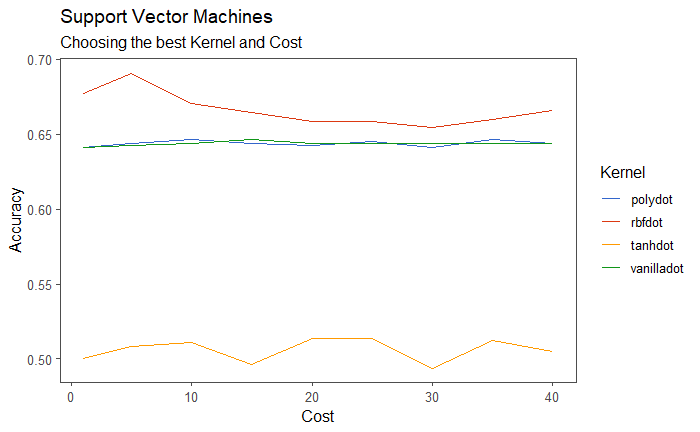 Support Vector Machines
Choosing the best Kernel and Cost
0.70
0.65
0.60
0.55
0.50
Accuracy
0
10
20
30
40
Cost
Kernel
polydot
rbfdot
tanhdot
vanilladot